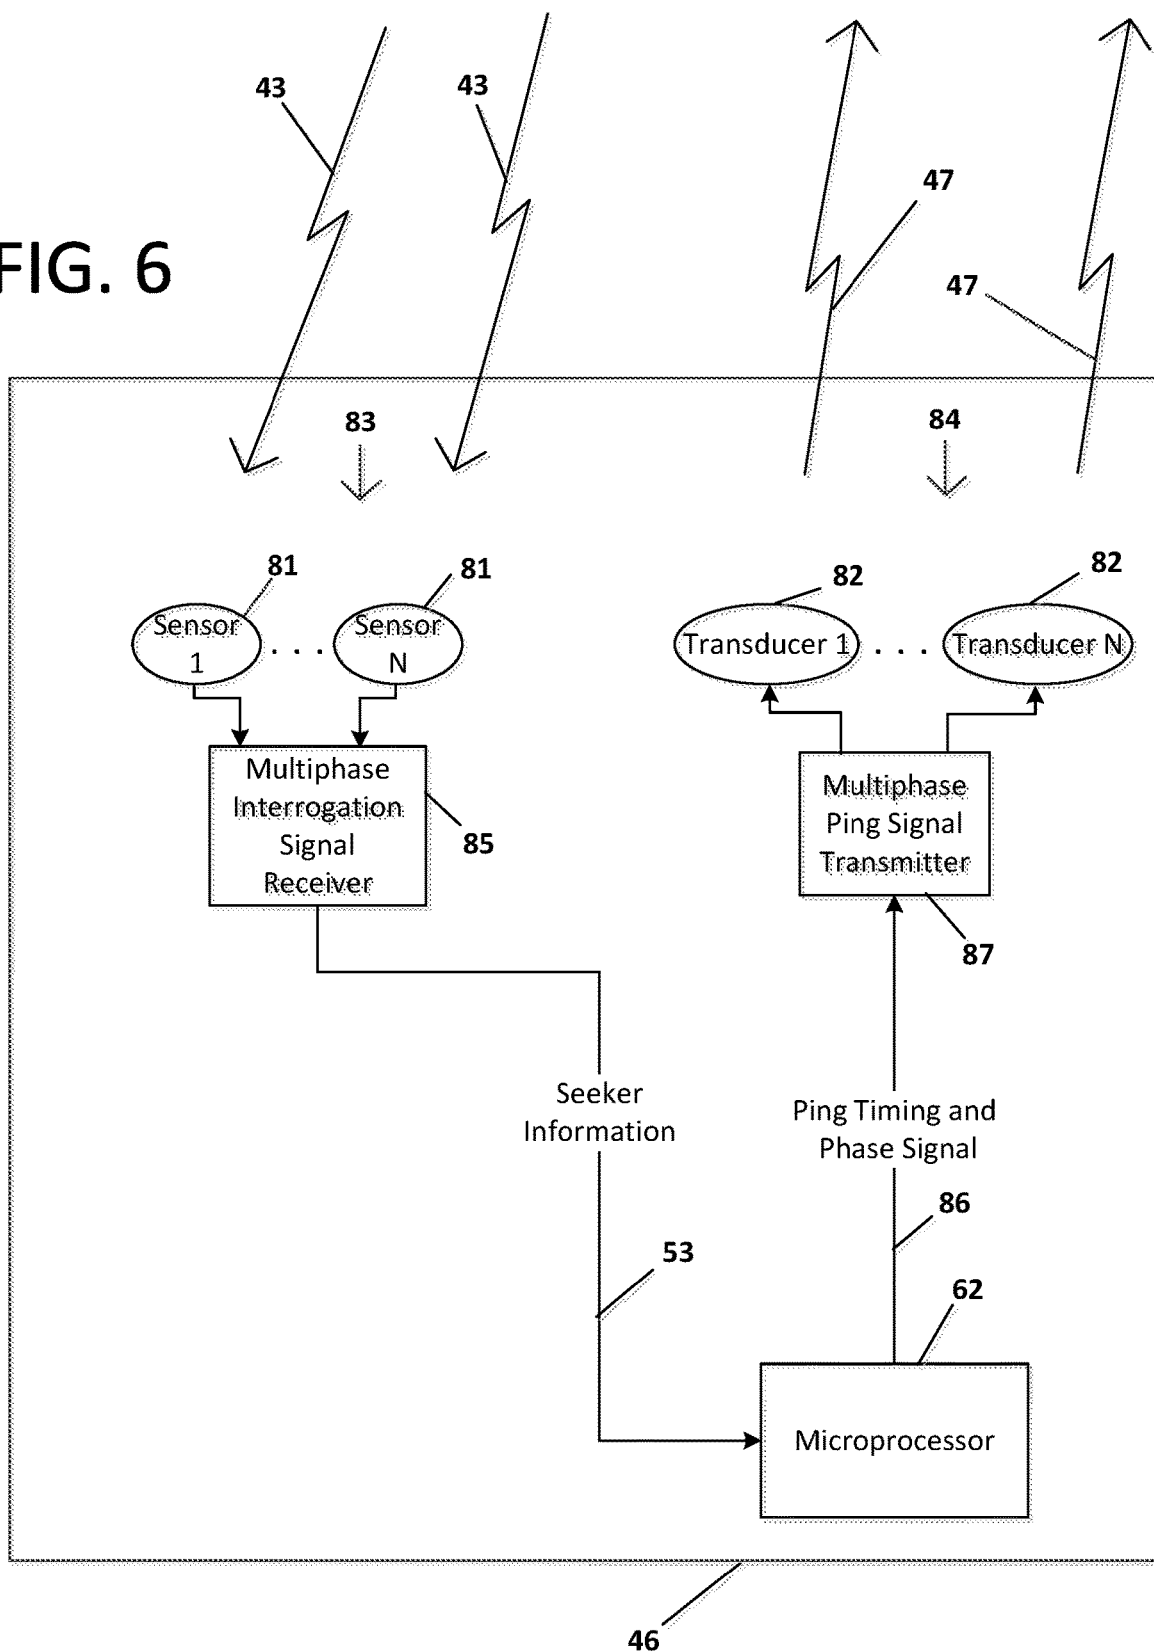 43
43
47
FIG. 6
47
83
84
81
81
82
82
Sensor
1
. . .
Sensor
N
Transducer 1
. . .
Transducer N
Multiphase
Interrogation
Signal
Receiver
85
Multiphase
Ping Signal
Transmitter
87
Seeker
Information
Ping Timing and
Phase Signal
86
53
62
Microprocessor
46